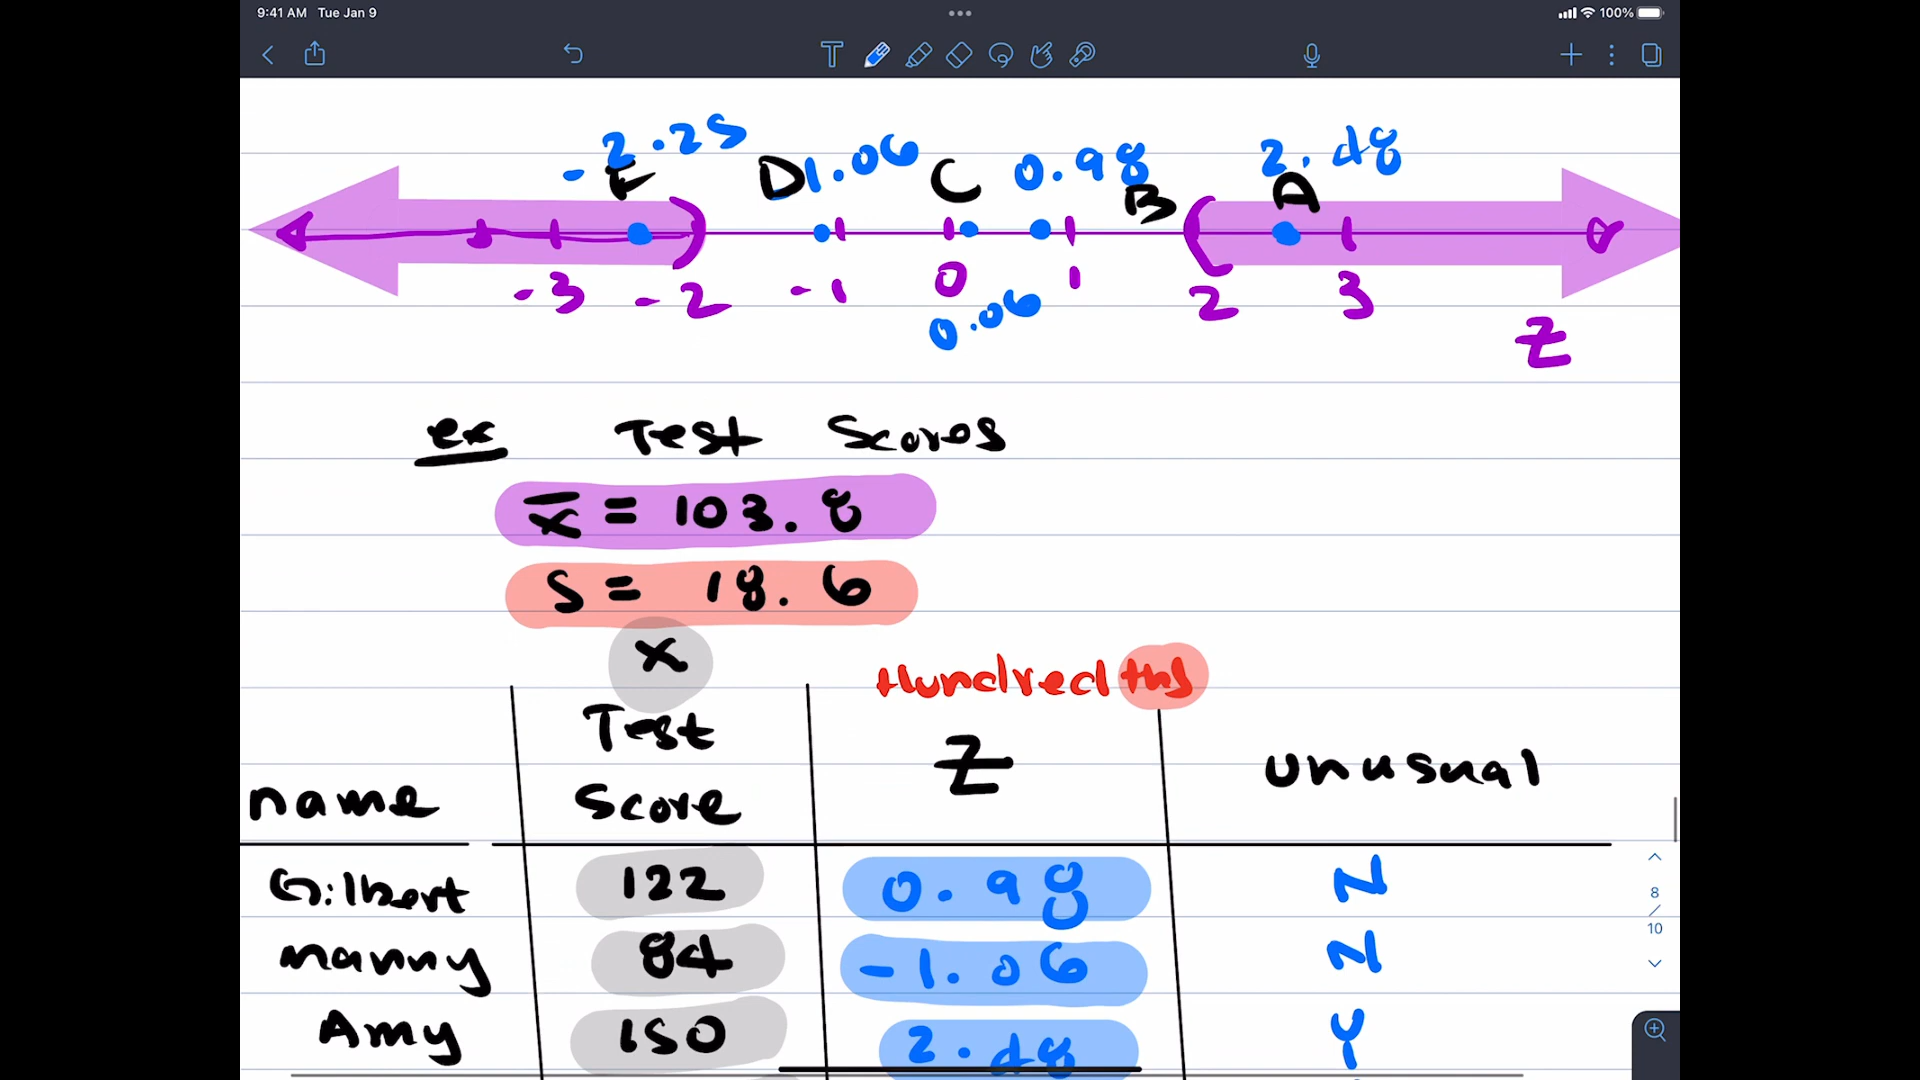 9:41 AM Tue Jan 9
100%
-2.25 1.06 0.98 2.48
E D C B A
-3 -2 -1 0 1 2 3
0.06
Z
ex Test Scores
x̄ = 103.8
s = 18.6
x
Hundredths
name Test Score Z unusual
Gilbert 122 0.98 N
Manny 84 -1.06 N
Amy 150 2.48 Y
8
/
10